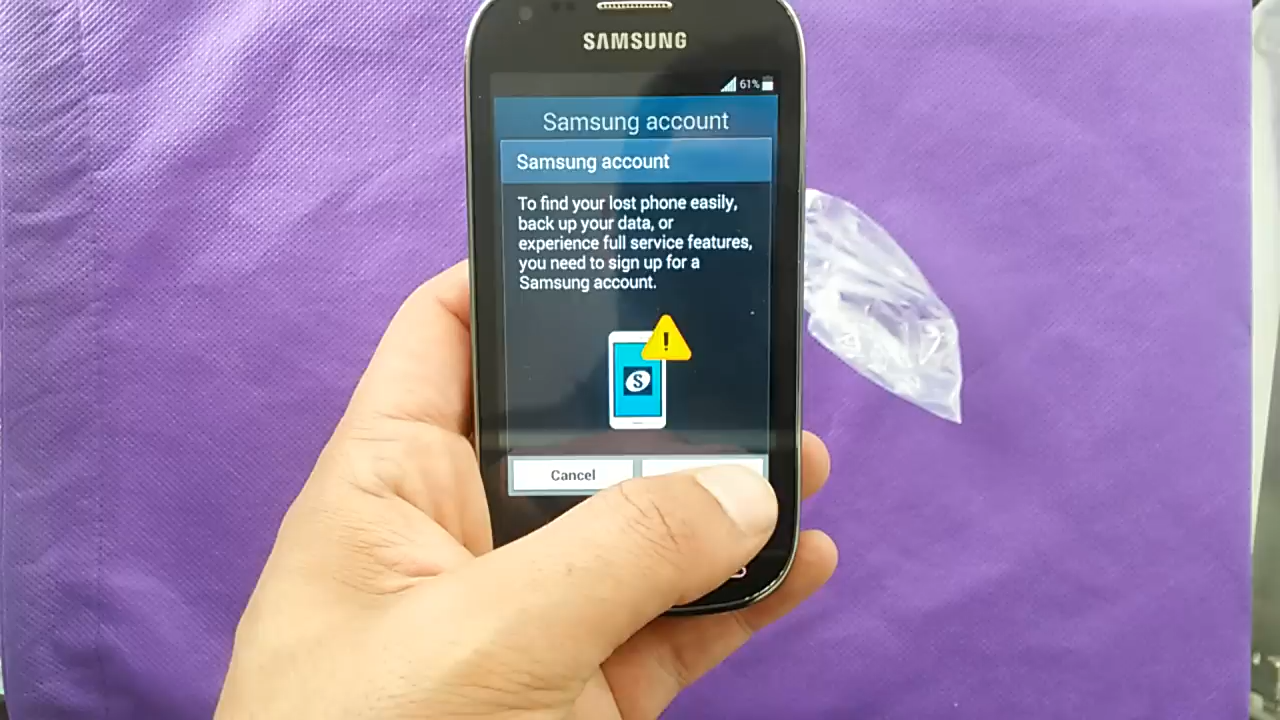 SAMSUNG
61%
Samsung account
Samsung account
To find your lost phone easily,
back up your data, or
experience full service features,
you need to sign up for a
Samsung account.
S
Cancel